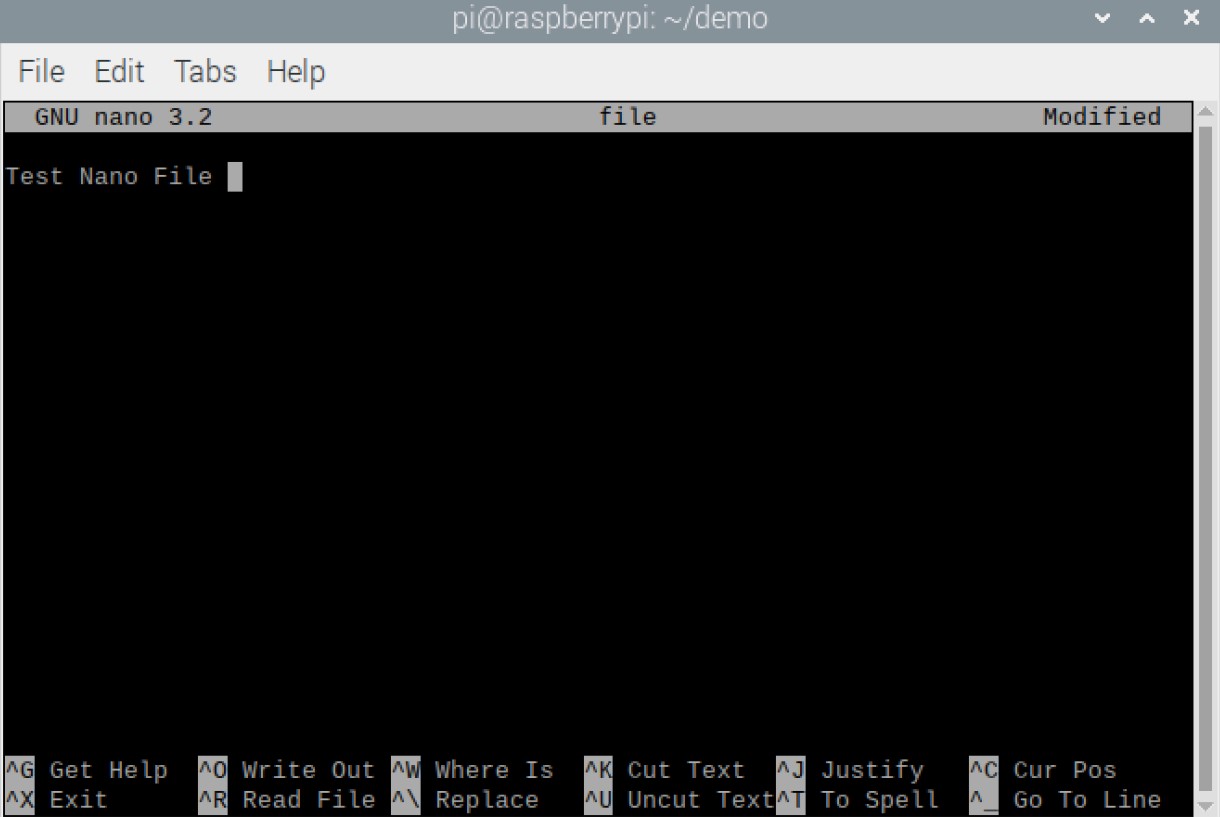 pi@raspberrypi: ~/demo
File Edit Tabs Help
GNU nano 3.2 file Modified
Test Nano File
^G Get Help ^O Write Out ^W Where Is ^K Cut Text ^J Justify ^C Cur Pos
^X Exit ^R Read File ^\ Replace ^U Uncut Text ^T To Spell ^_ Go To Line